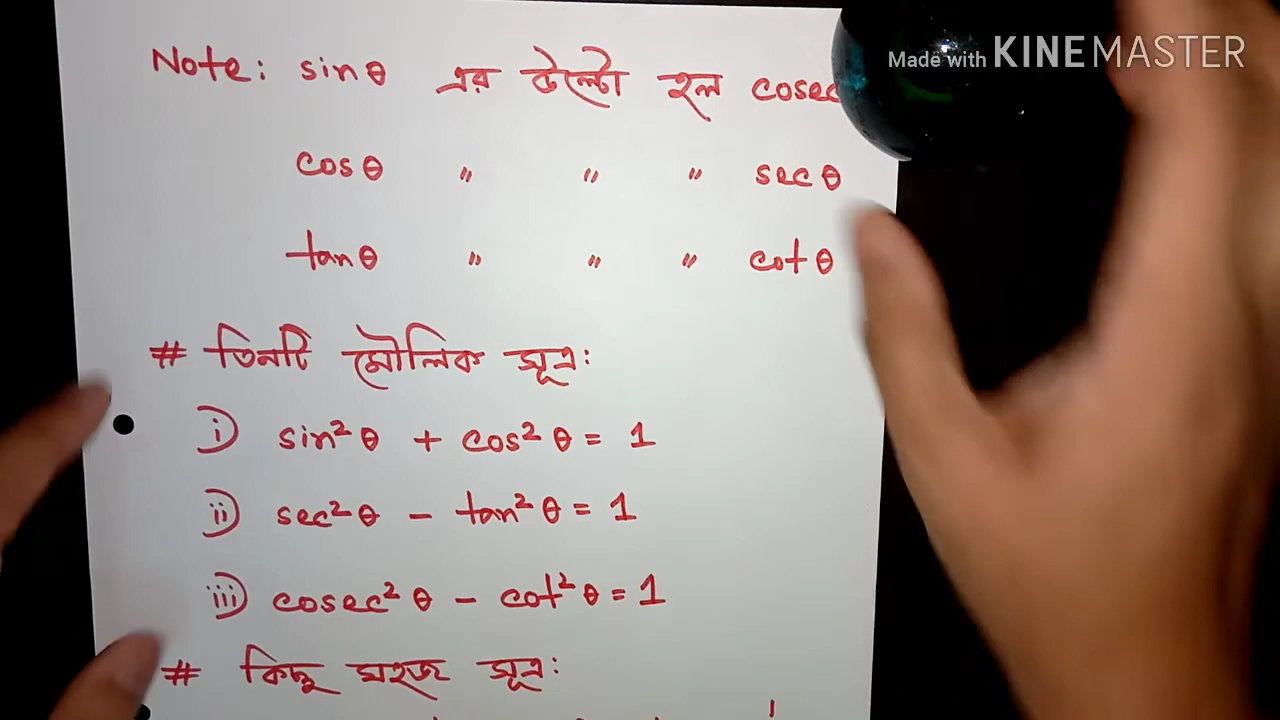 Made with KINEMASTER
Note: sinθ এর উল্টো হল cosec
cosθ " " " secθ
tanθ " " " cotθ
# তিনটি মৌলিক সূত্র:
i) sin²θ + cos²θ = 1
ii) sec²θ - tan²θ = 1
iii) cosec²θ - cot²θ = 1
# কিছু সহজ সূত্র: